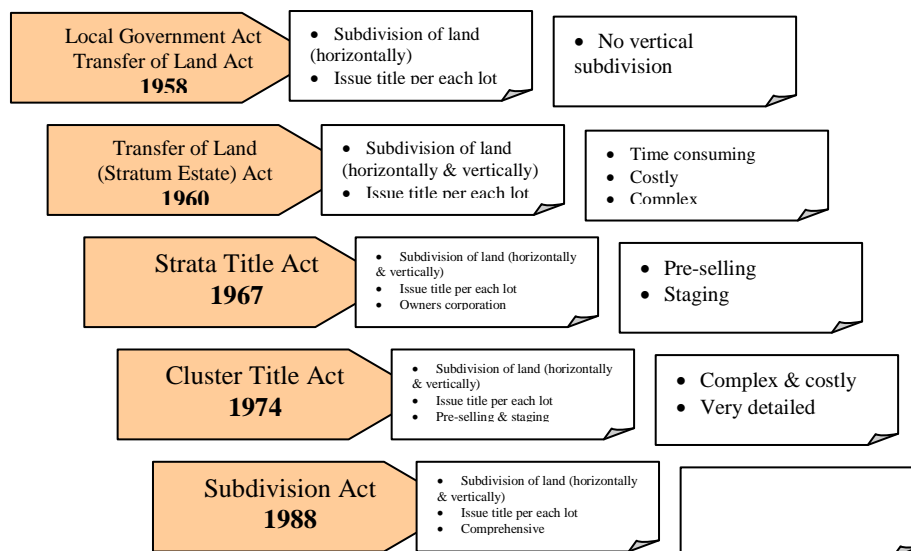 Local Government Act
Transfer of Land Act
1958
• Subdivision of land
(horizontally)
• Issue title per each lot
• No vertical
subdivision
Transfer of Land
(Stratum Estate) Act
1960
• Subdivision of land
(horizontally & vertically)
• Issue title per each lot
• Time consuming
• Costly
• Complex
Strata Title Act
1967
• Subdivision of land (horizontally
& vertically)
• Issue title per each lot
• Owners corporation
• Pre-selling
• Staging
Cluster Title Act
1974
• Subdivision of land (horizontally
& vertically)
• Issue title per each lot
• Pre-selling & staging
• Complex & costly
• Very detailed
Subdivision Act
1988
• Subdivision of land (horizontally
& vertically)
• Issue title per each lot
• Comprehensive